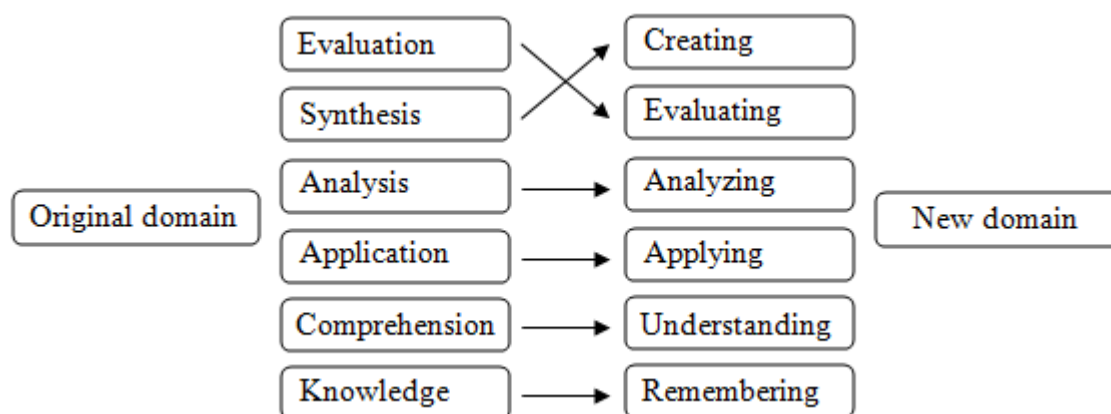 Evaluation
Creating
Synthesis
Evaluating
Analysis
Analyzing
Original domain
New domain
Application
Applying
Comprehension
Understanding
Knowledge
Remembering